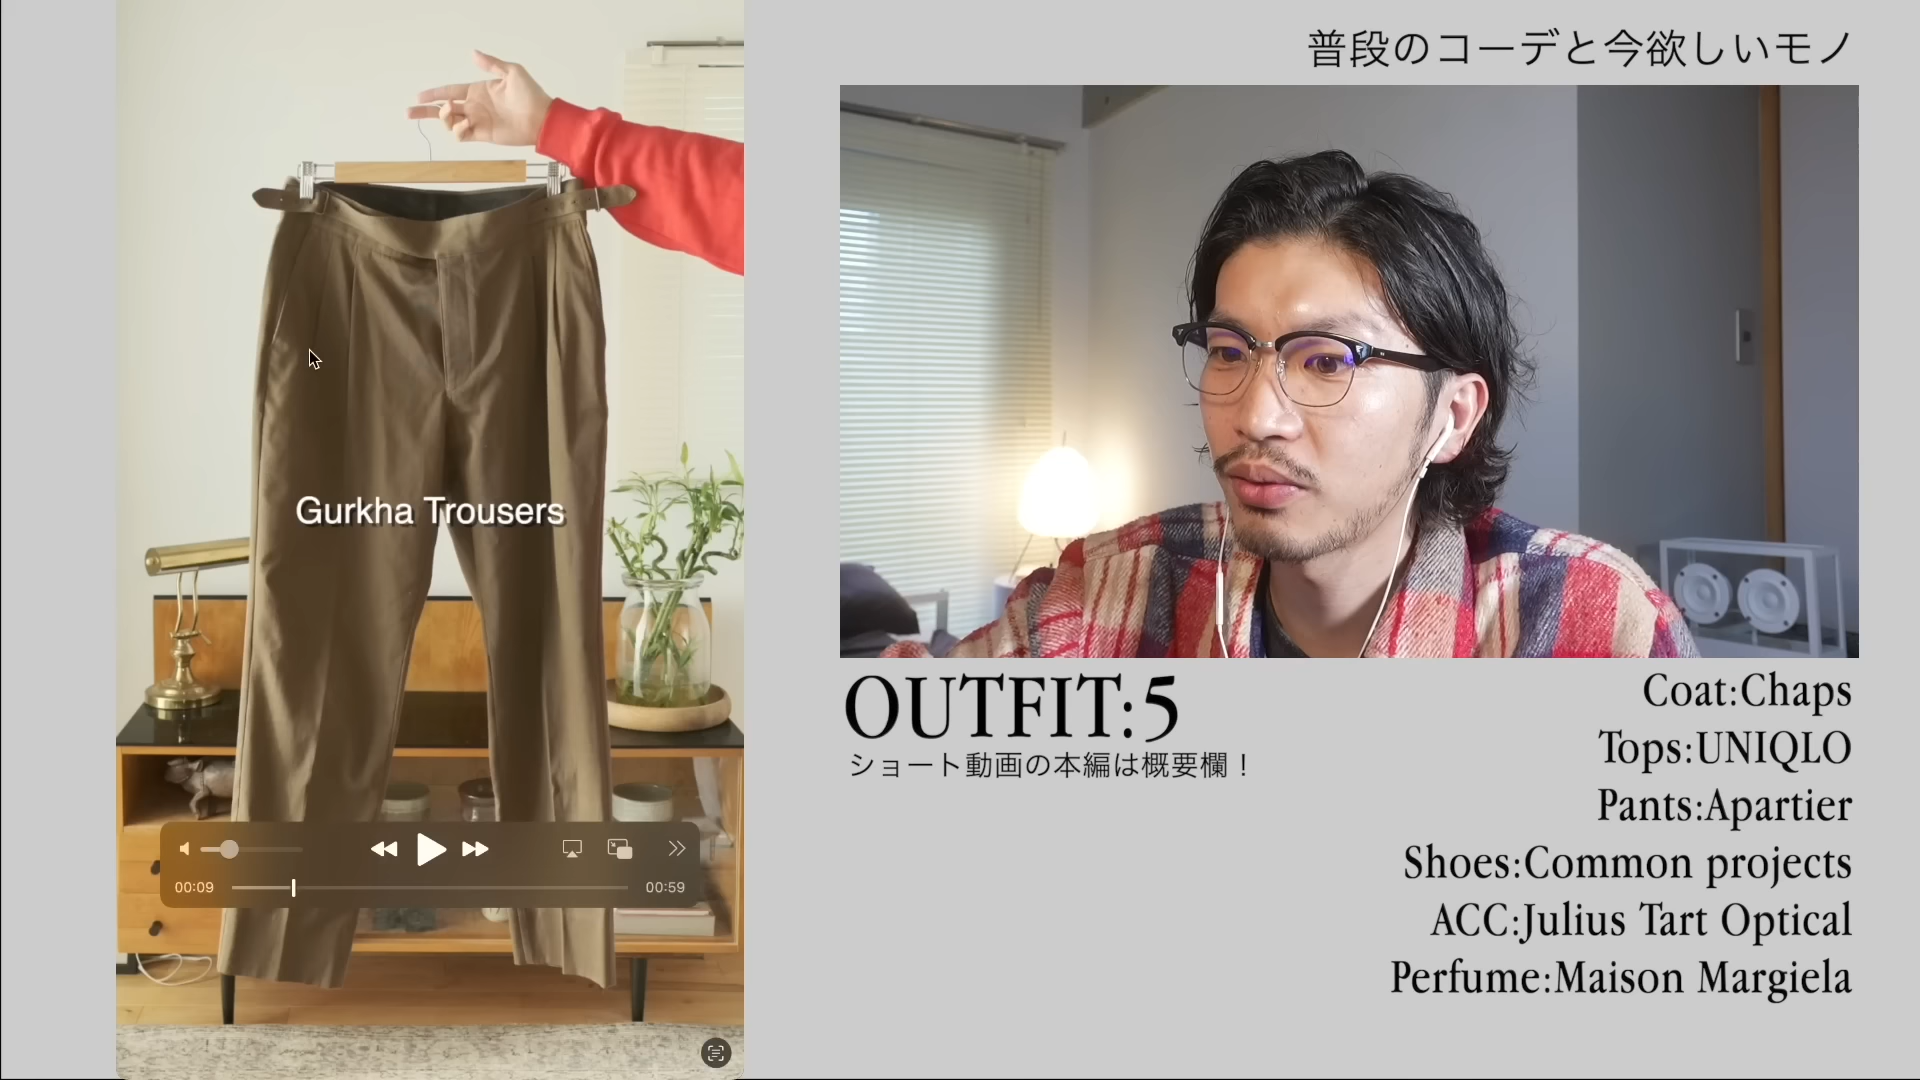 普段のコーデと今欲しいモノ
Gurkha Trousers
00:09
00:59
OUTFIT:5
ショート動画の本編は概要欄！
Coat:Chaps
Tops:UNIQLO
Pants:Apartier
Shoes:Common projects
ACC:Julius Tart Optical
Perfume:Maison Margiela